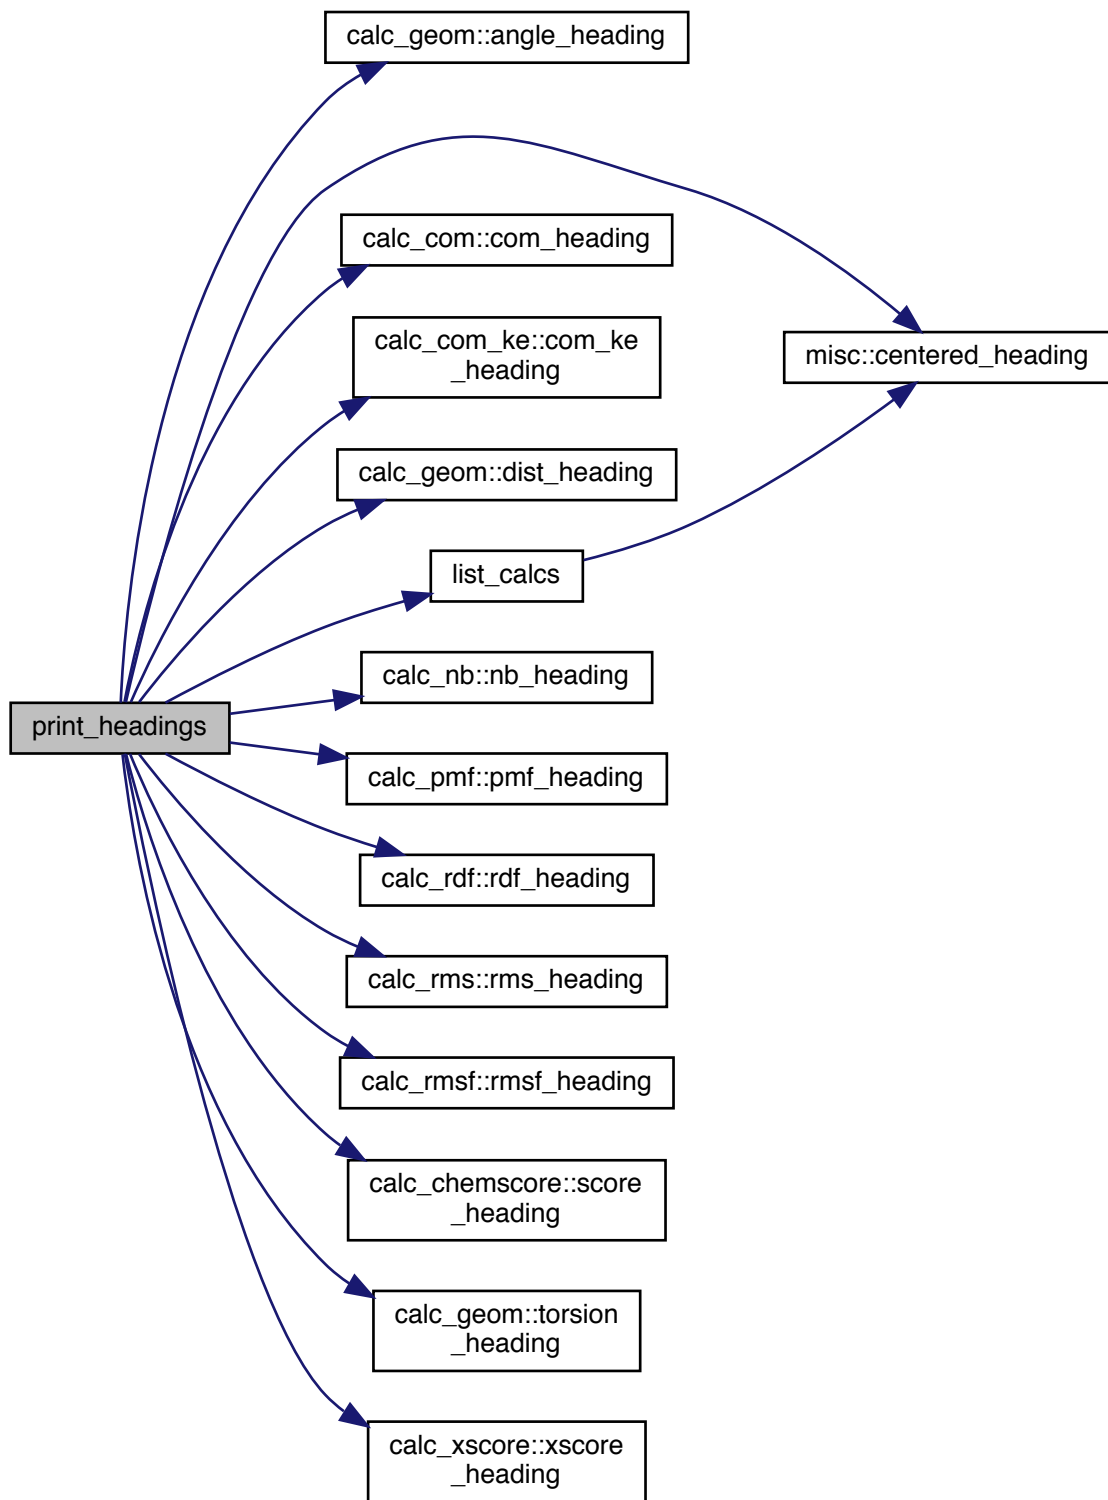 calc_geom::angle_heading
calc_com::com_heading
calc_com_ke::com_ke
_heading
misc::centered_heading
calc_geom::dist_heading
list_calcs
calc_nb::nb_heading
print_headings
calc_pmf::pmf_heading
calc_rdf::rdf_heading
calc_rms::rms_heading
calc_rmsf::rmsf_heading
calc_chemscore::score
_heading
calc_geom::torsion
_heading
calc_xscore::xscore
_heading